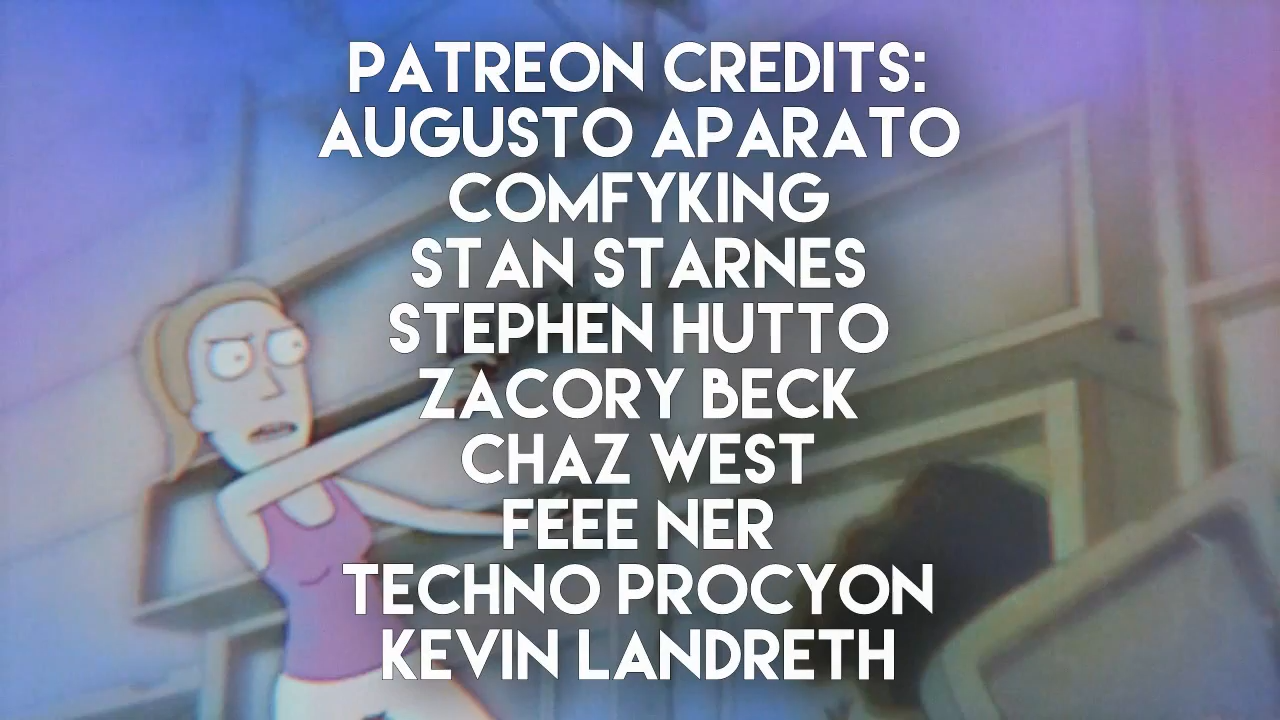 PATREON CREDITS:
AUGUSTO APARATO
COMFYKING
STAN STARNES
STEPHEN HUTTO
ZACORY BECK
CHAZ WEST
FEEE NER
TECHNO PROCYON
KEVIN LANDRETH